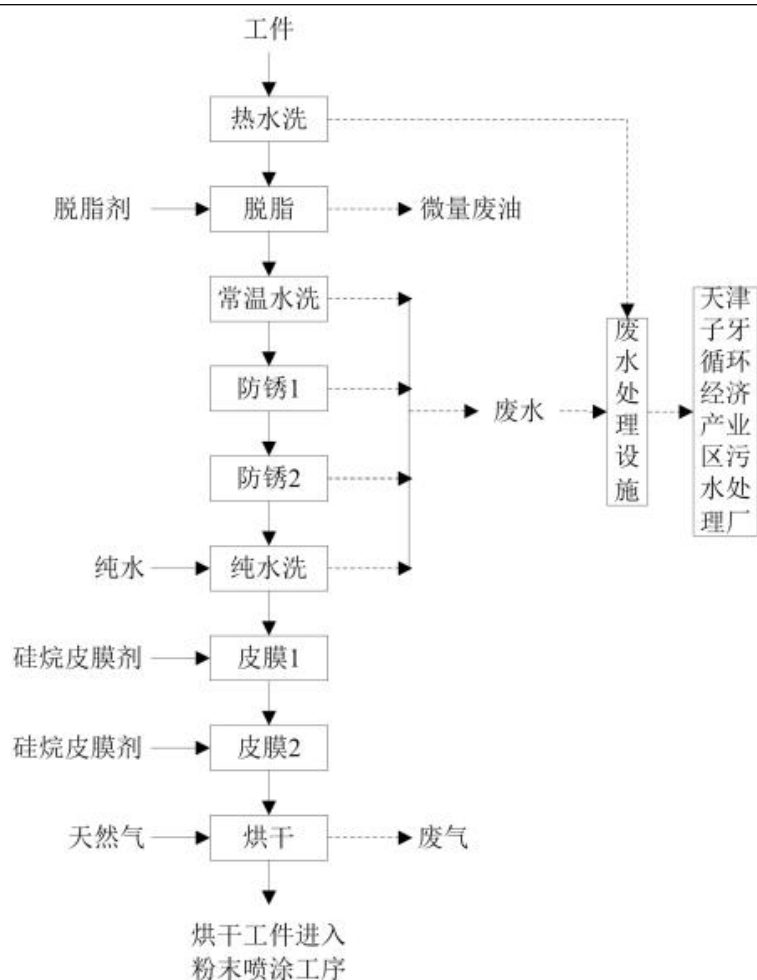 工件
热水洗
脱脂剂
脱脂
微量废油
常温水洗
防锈1
防锈2
废水
废
水
处
理
设
施
天津
子牙
循环
经济
产业
区污
水处
理厂
纯水
纯水洗
硅烷皮膜剂
皮膜1
硅烷皮膜剂
皮膜2
天然气
烘干
废气
烘干工件进入
粉末喷涂工序